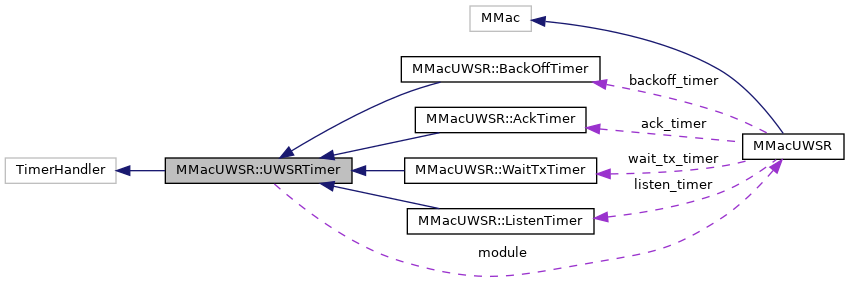 MMac
MMacUWSR::BackOffTimer
backoff_timer
MMacUWSR::AckTimer
ack_timer
MMacUWSR
wait_tx_timer
TimerHandler
MMacUWSR::UWSRTimer
MMacUWSR::WaitTxTimer
listen_timer
MMacUWSR::ListenTimer
module